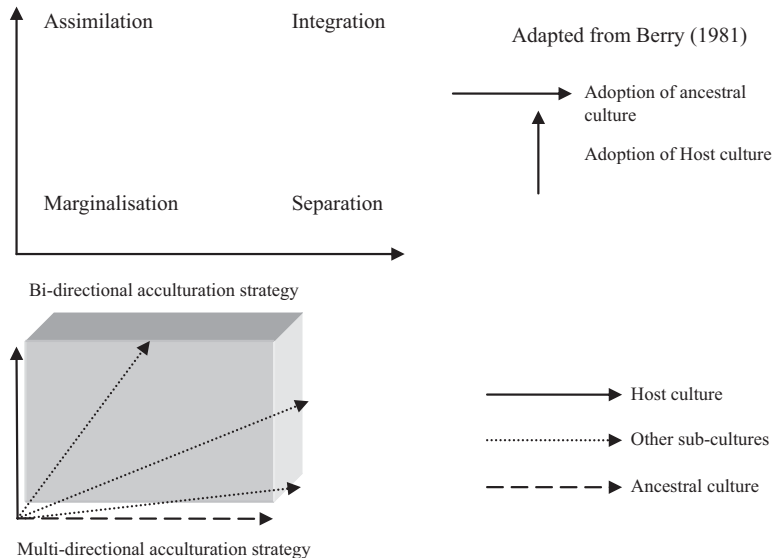 Assimilation
Integration
Adapted from Berry (1981)
Adoption of ancestral
culture
Adoption of Host culture
Marginalisation
Separation
Bi-directional acculturation strategy
Host culture
Other sub-cultures
Ancestral culture
Multi-directional acculturation strategy